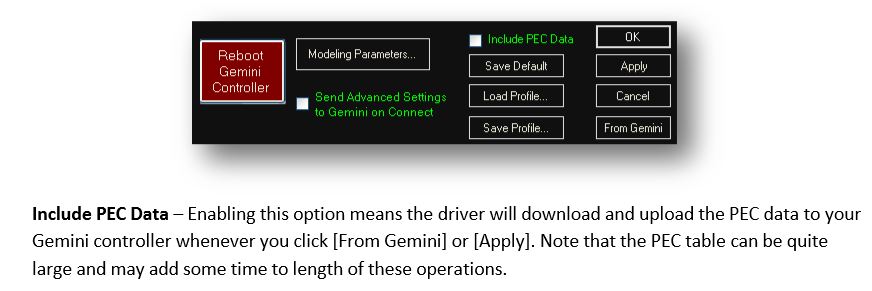 Reboot
Gemini
Controller
Modeling Parameters...
Send Advanced Settings
to Gemini on Connect
Include PEC Data
Save Default
Load Profile...
Save Profile...
OK
Apply
Cancel
From Gemini
Include PEC Data – Enabling this option means the driver will download and upload the PEC data to your
Gemini controller whenever you click [From Gemini] or [Apply]. Note that the PEC table can be quite
large and may add some time to length of these operations.